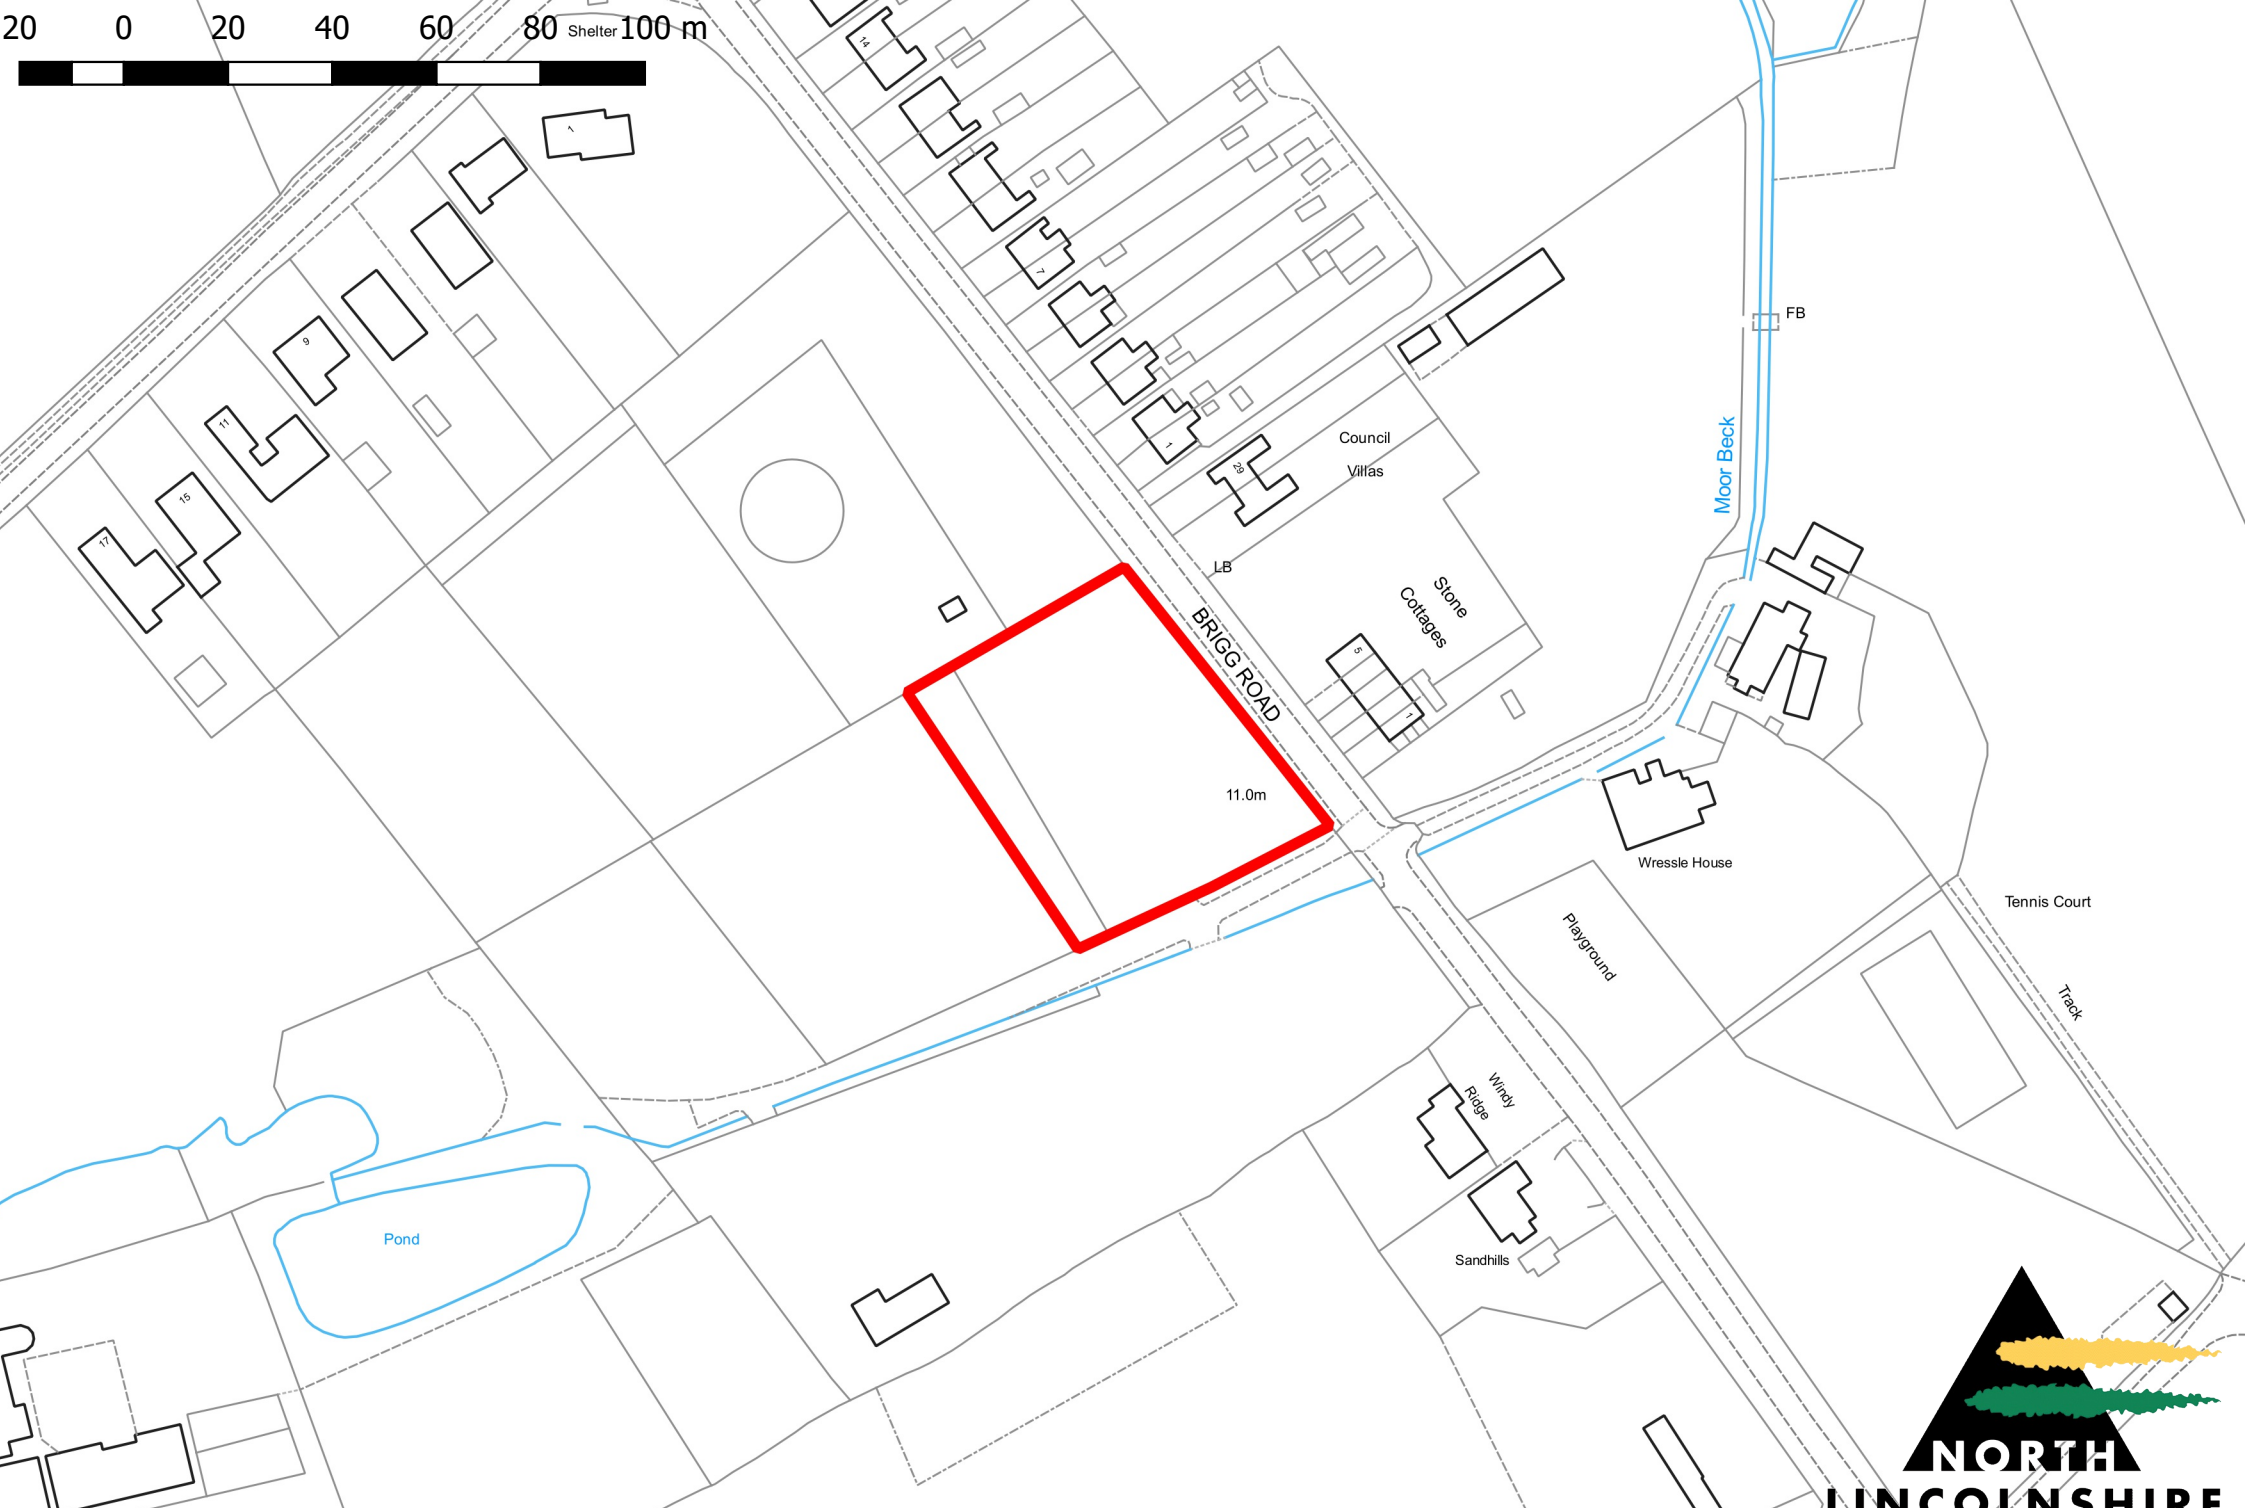 20 0 20 40 60 80 100 m
Shelter
14
1
7
9
FB
11
1
Council
29
Villas
Moor Beck
15
17
LB
Stone
Cottages
BRIGG ROAD
5
1
11.0m
Wressle House
Tennis Court
Playground
Track
Windy
Ridge
Pond
Sandhills
NORTH
LINCOLNSHIRE